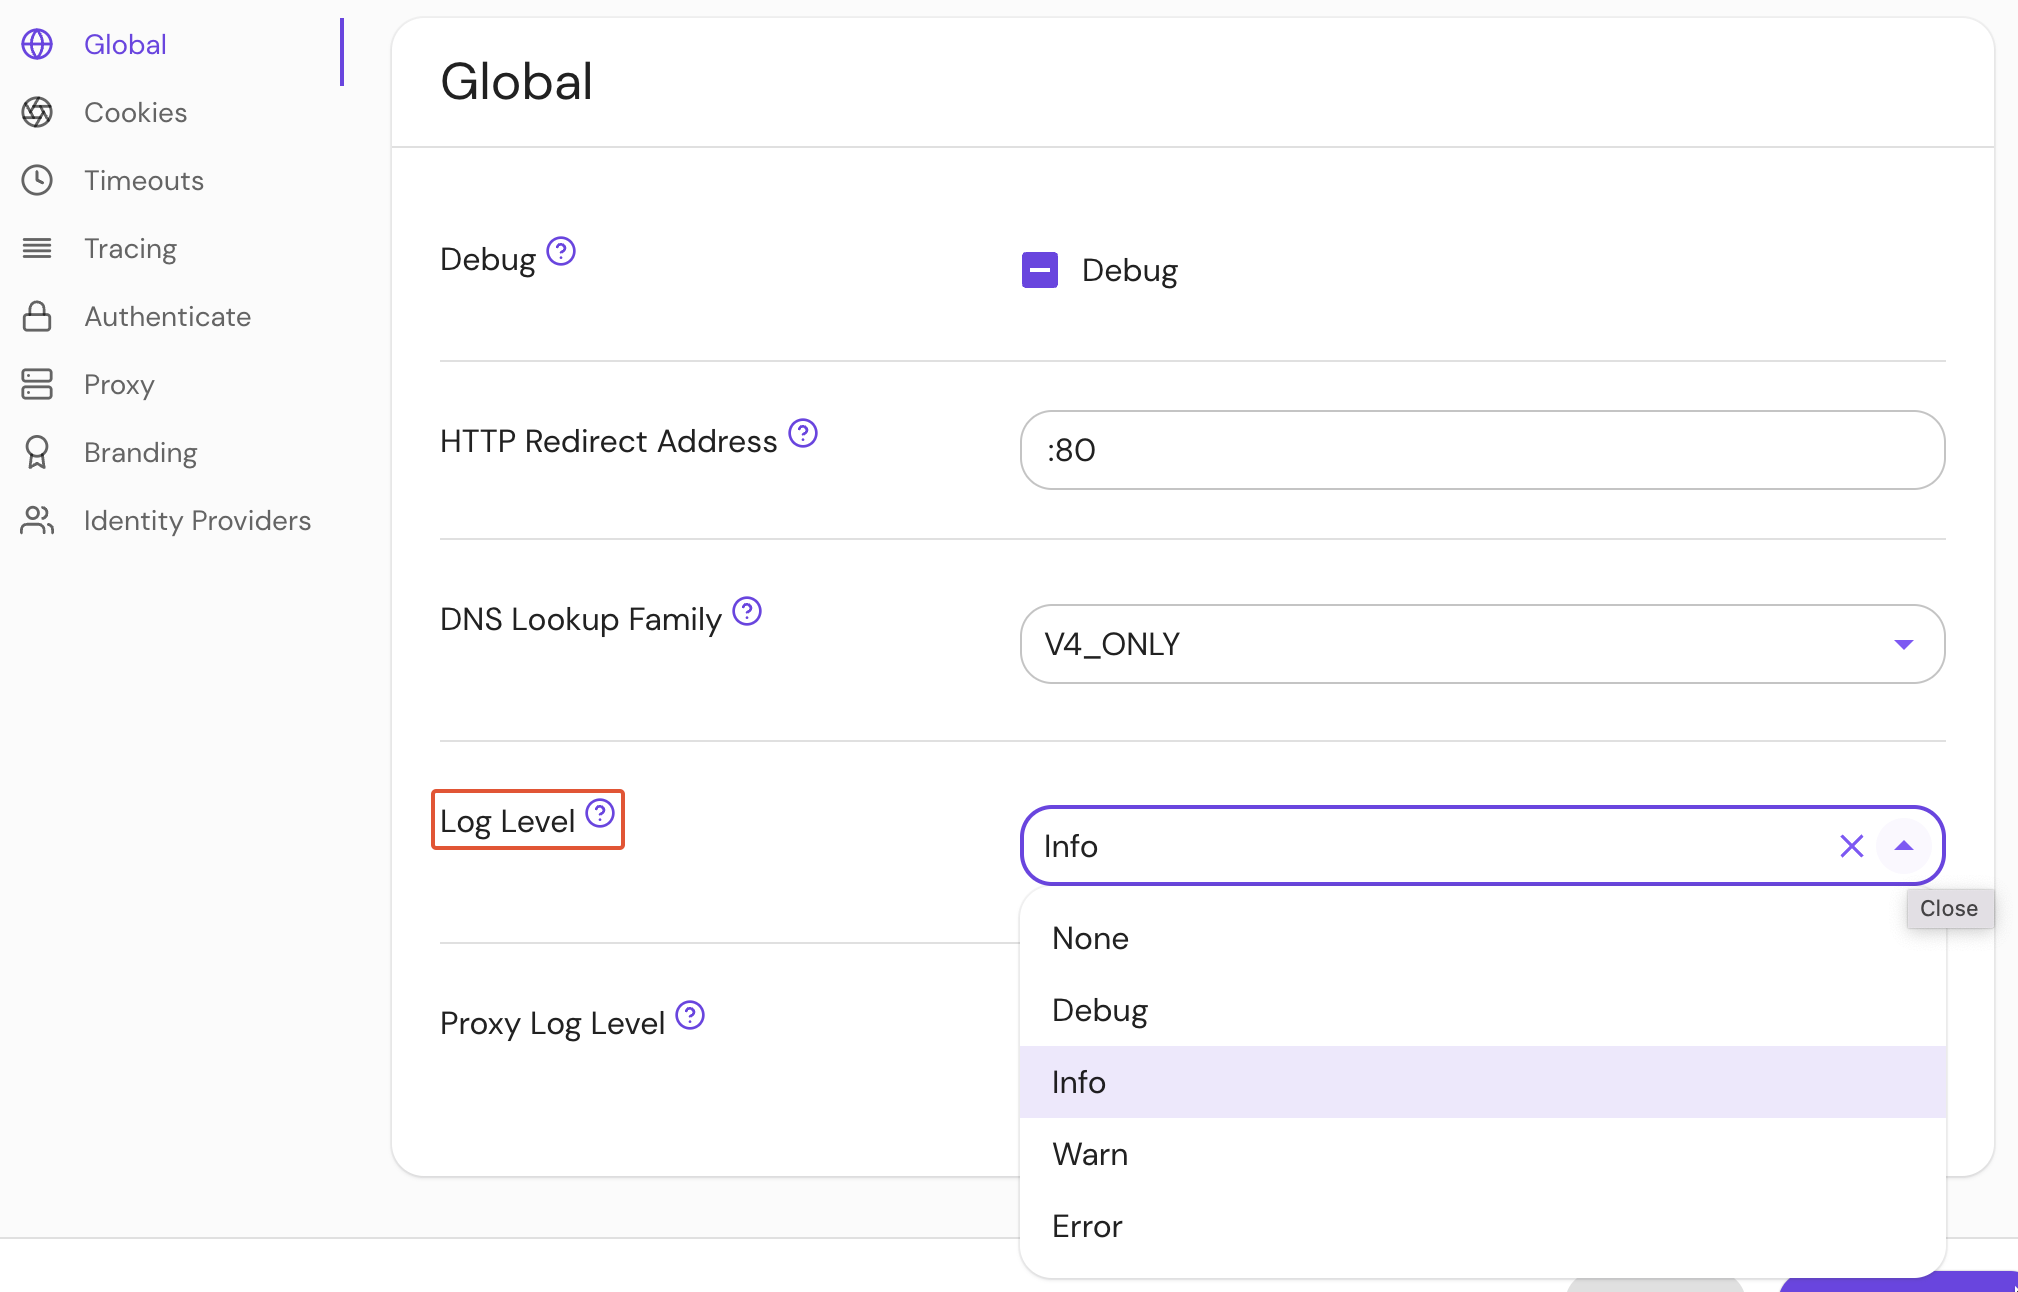 Global
Cookies
Timeouts
Tracing
Authenticate
Proxy
Branding
Identity Providers
Global
Debug ?
Debug
HTTP Redirect Address ?
:80
DNS Lookup Family ?
V4_ONLY
Log Level ?
Info
Close
None
Debug
Info
Warn
Error
Proxy Log Level ?